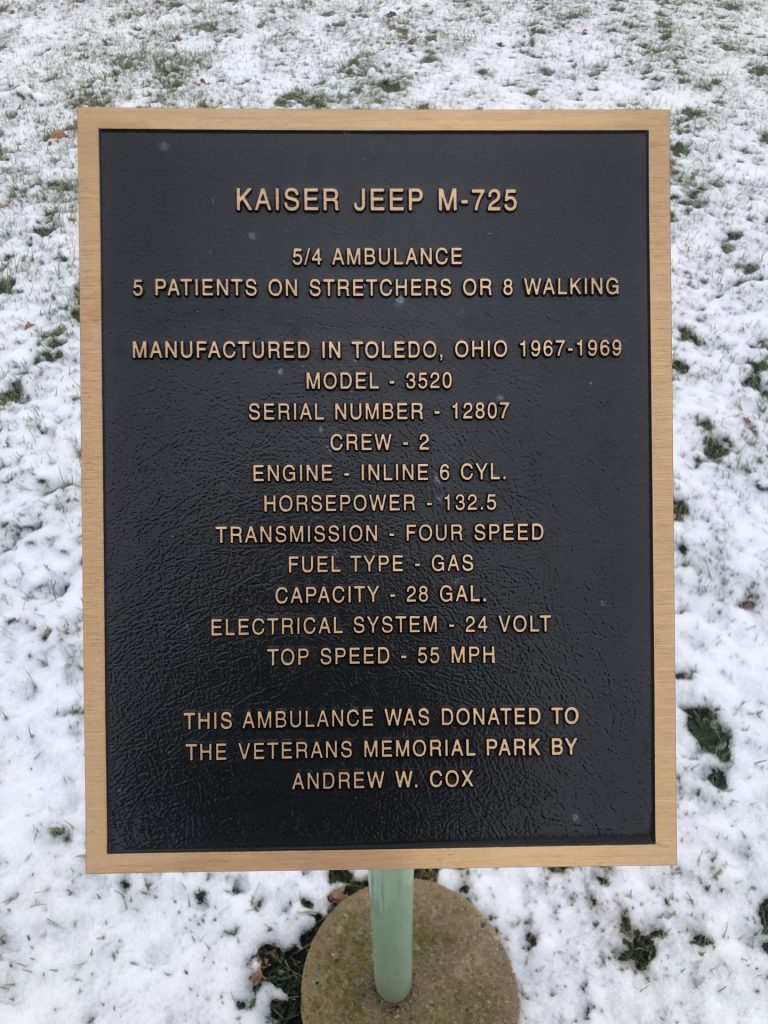 KAISER JEEP M-725
5/4 AMBULANCE
5 PATIENTS ON STRETCHERS OR 8 WALKING
MANUFACTURED IN TOLEDO, OHIO 1967-1969
MODEL - 3520
SERIAL NUMBER - 12807
CREW - 2
ENGINE - INLINE 6 CYL.
HORSEPOWER - 132.5
TRANSMISSION - FOUR SPEED
FUEL TYPE - GAS
CAPACITY - 28 GAL.
ELECTRICAL SYSTEM - 24 VOLT
TOP SPEED - 55 MPH
THIS AMBULANCE WAS DONATED TO
THE VETERANS MEMORIAL PARK BY
ANDREW W. COX